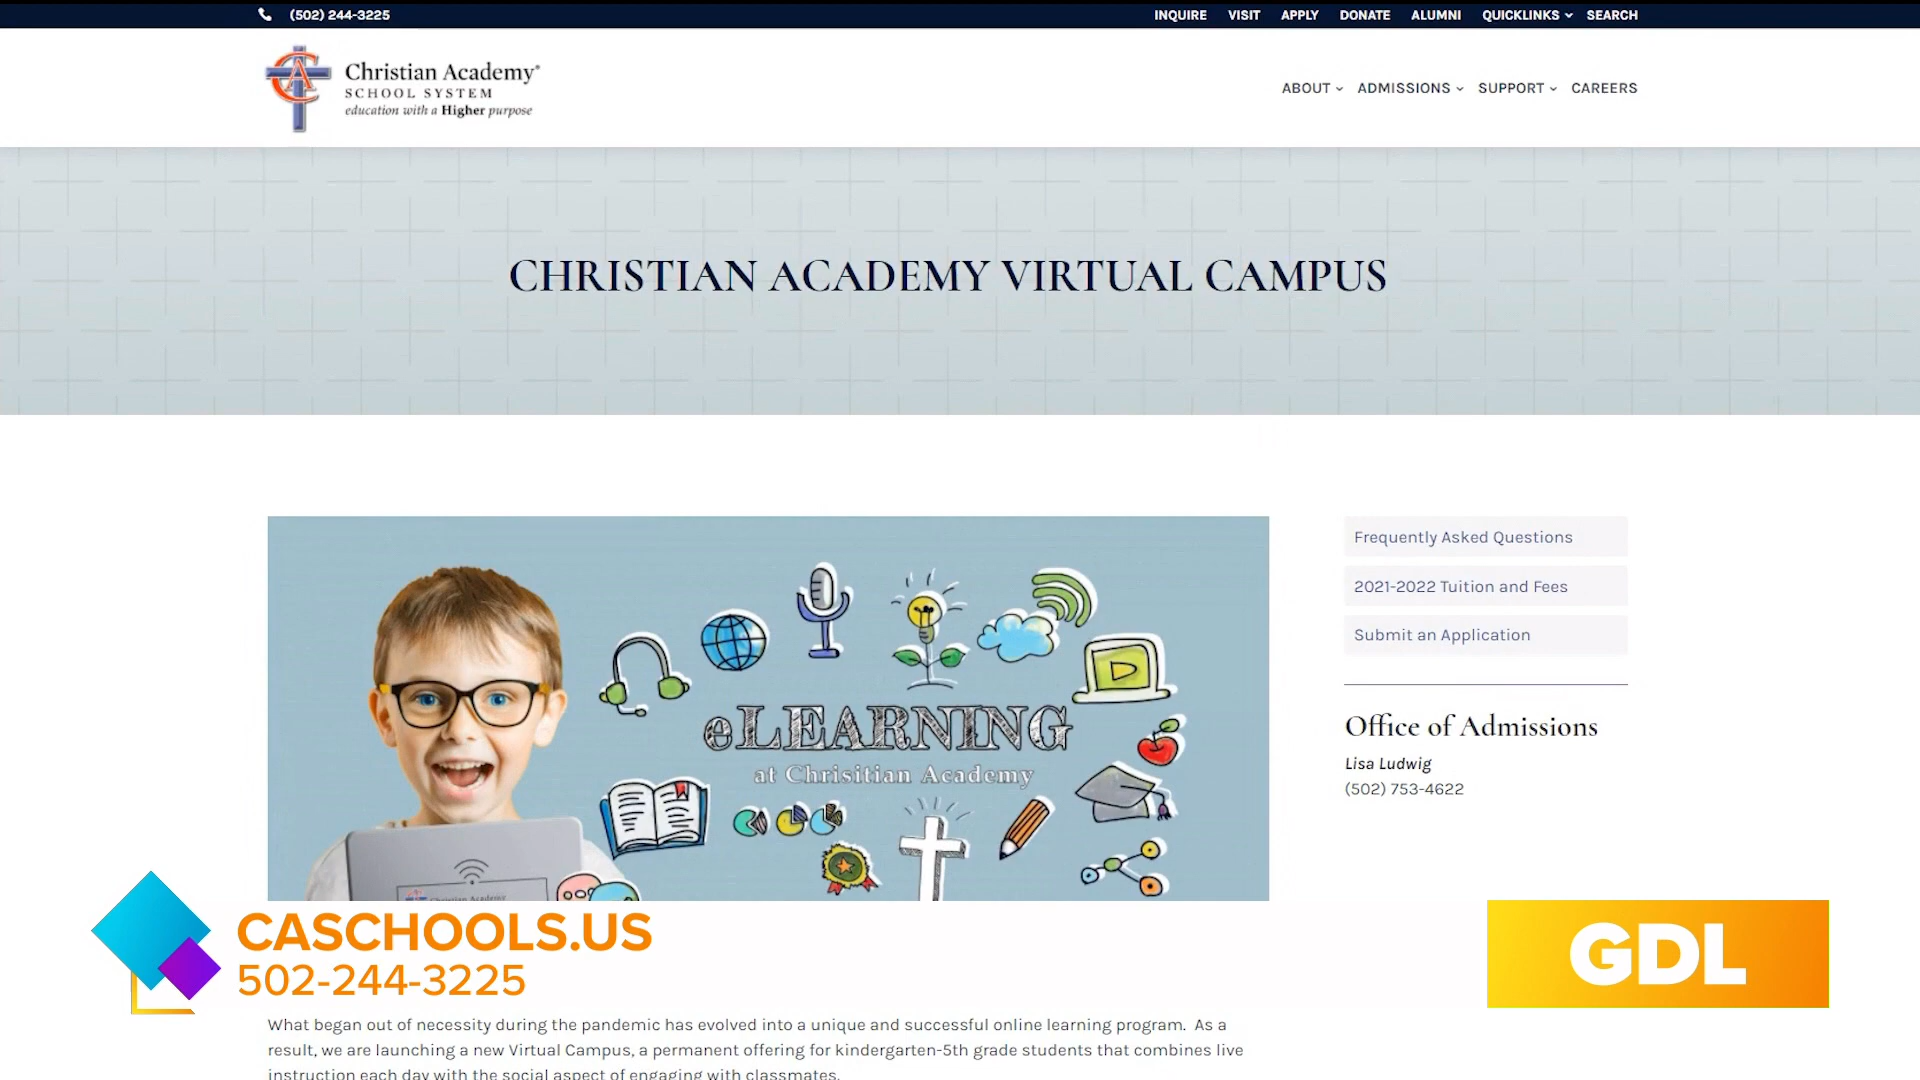 (502) 244-3225
INQUIRE VISIT APPLY DONATE ALUMNI QUICKLINKS SEARCH
Christian Academy
SCHOOL SYSTEM
education with a Higher purpose
ABOUT ADMISSIONS SUPPORT CAREERS
CHRISTIAN ACADEMY VIRTUAL CAMPUS
eLEARNING
at Chrisitian Academy
Christian Academy
Frequently Asked Questions
2021-2022 Tuition and Fees
Submit an Application
Office of Admissions
Lisa Ludwig
(502) 753-4622
CASCHOOLS.US
502-244-3225
GDL
What began out of necessity during the pandemic has evolved into a unique and successful online learning program. As a
result, we are launching a new Virtual Campus, a permanent offering for kindergarten-5th grade students that combines live
instruction each day with the social aspect of engaging with classmates.